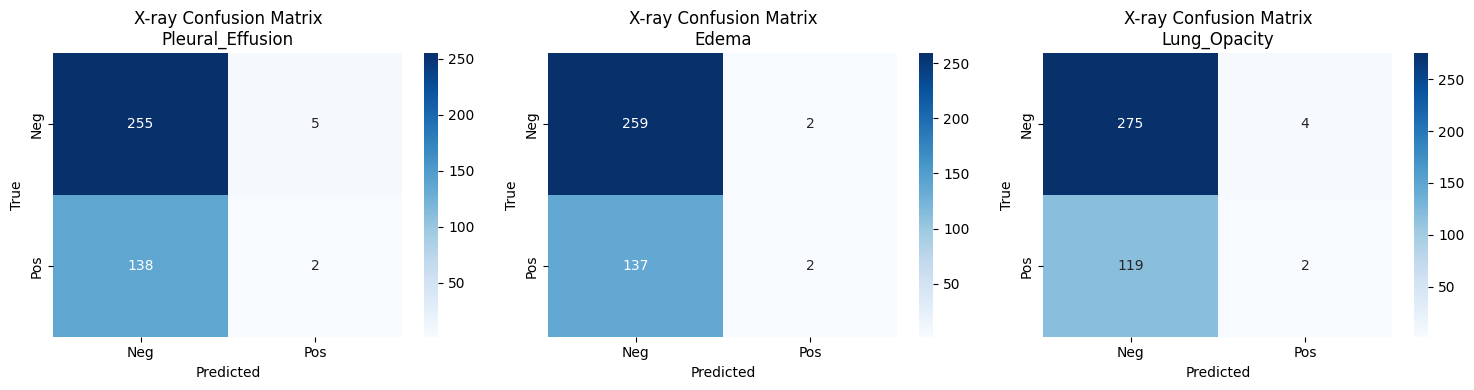 X-ray Confusion Matrix
Pleural_Effusion
Neg
Pos
True
255
5
138
2
Neg
Pos
Predicted
250
200
150
100
50
X-ray Confusion Matrix
Edema
Neg
Pos
True
259
2
137
2
Neg
Pos
Predicted
250
200
150
100
50
X-ray Confusion Matrix
Lung_Opacity
Neg
Pos
True
275
4
119
2
Neg
Pos
Predicted
250
200
150
100
50